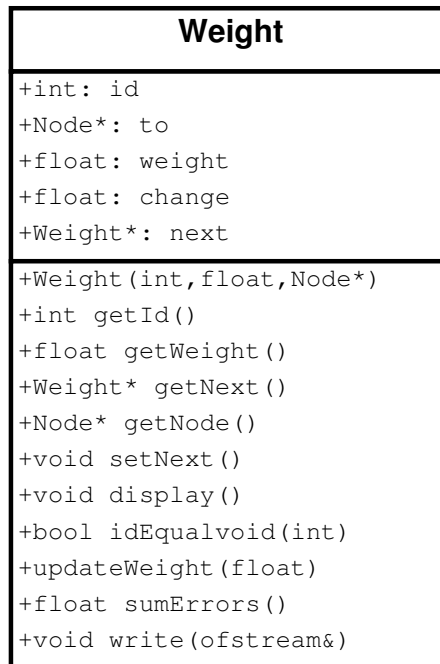 Weight
+int: id
+Node*: to
+float: weight
+float: change
+Weight*: next
+Weight(int,float,Node*)
+int getId()
+float getWeight()
+Weight* getNext()
+Node* getNode()
+void setNext()
+void display()
+bool idEqualvoid(int)
+updateWeight(float)
+float sumErrors()
+void write(ofstream&)